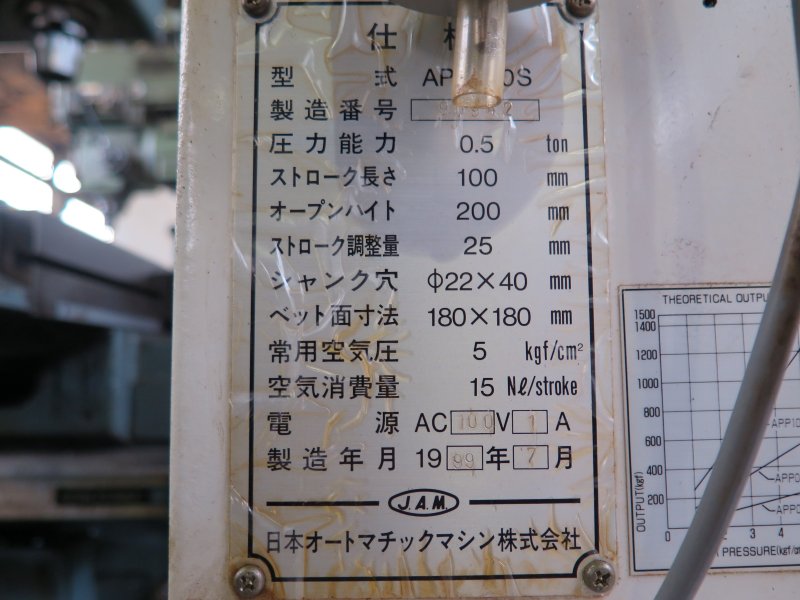 仕
型 式
製造番号
圧力能力 0.5 ton
ストローク長さ 100 mm
オープンハイト 200 mm
ストローク調整量 25 mm
シャンク穴 φ22×40 mm
ベット面寸法 180×180 mm
常用空気圧 5 kgf/cm²
空気消費量 15 Nℓ/stroke
電 源 AC 100 V 1 A
製造年月 19 99 年 7 月
J.A.M.
日本オートマチックマシン株式会社
THEORETICAL
1500
1400
1200
1000
800
600
400
200
OUTPUT(kgf)
0 3 4
PRESSURE